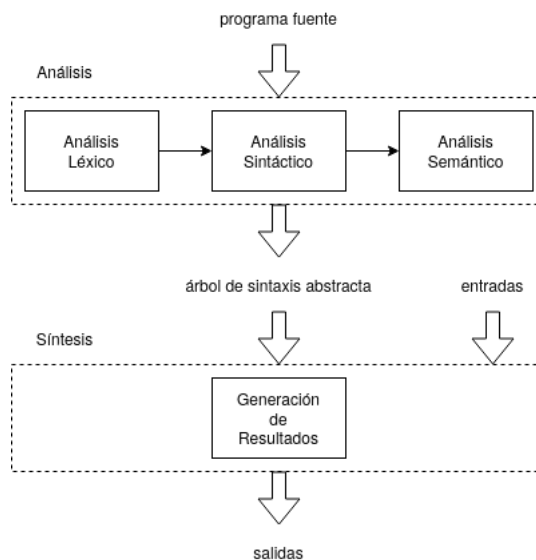 programa fuente
Análisis
Análisis
Léxico
Análisis
Sintáctico
Análisis
Semántico
árbol de sintaxis abstracta
entradas
Síntesis
Generación
de
Resultados
salidas